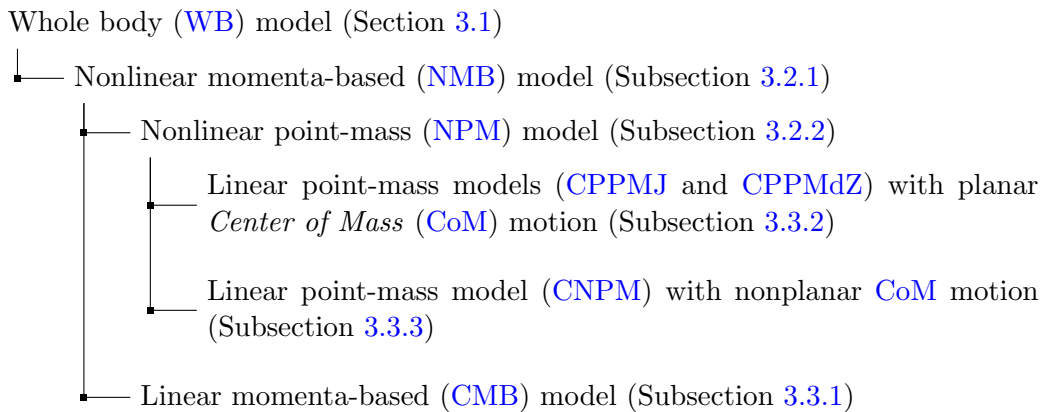 Whole body (WB) model (Section 3.1)
Nonlinear momenta-based (NMB) model (Subsection 3.2.1)
Nonlinear point-mass (NPM) model (Subsection 3.2.2)
Linear point-mass models (CPPMJ and CPPMdZ) with planar
Center of Mass (CoM) motion (Subsection 3.3.2)
Linear point-mass model (CNPM) with nonplanar CoM motion
(Subsection 3.3.3)
Linear momenta-based (CMB) model (Subsection 3.3.1)